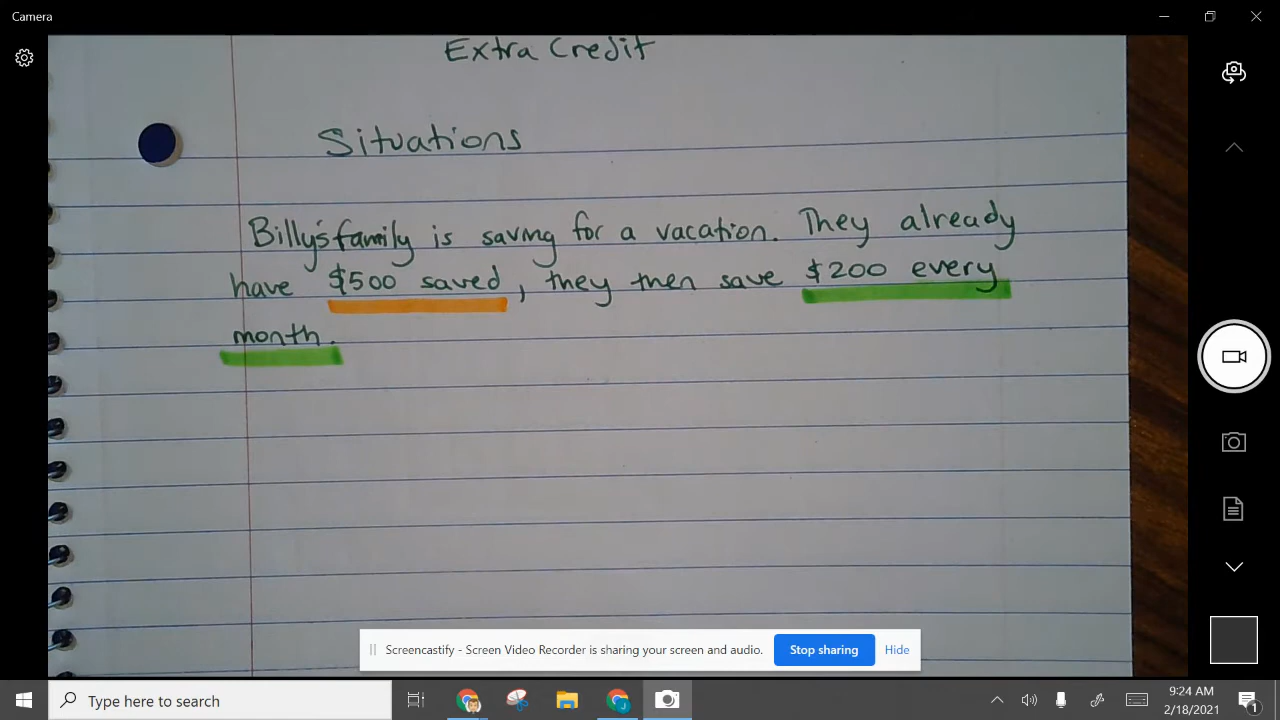 Camera
Extra Credit
Situations
Billy's family is saving for a vacation. They already
have $500 saved, they then save $200 every
month.
Screencastify - Screen Video Recorder is sharing your screen and audio.
Stop sharing
Hide
Type here to search
9:24 AM
2/18/2021
1